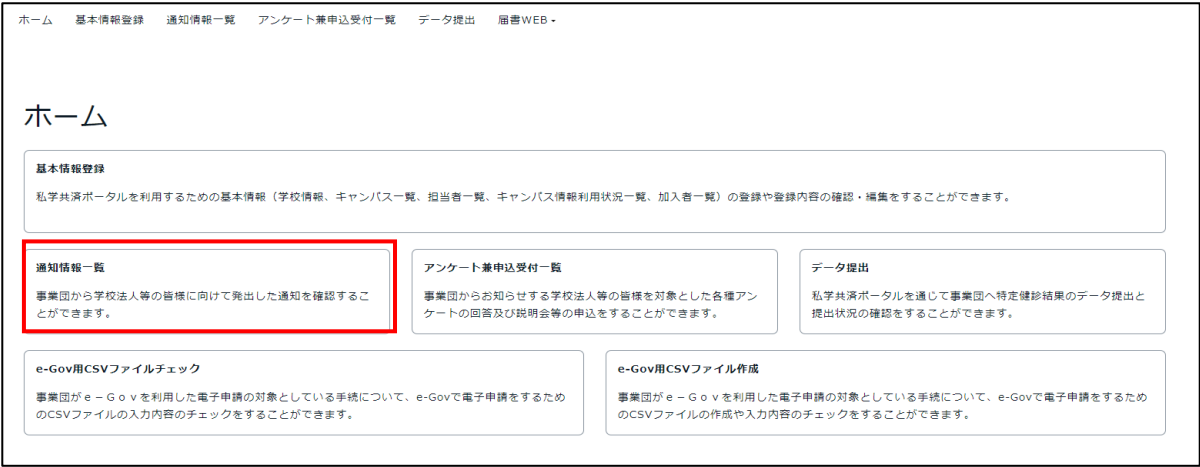 ホーム 基本情報登録 通知情報一覧 アンケート兼申込受付一覧 データ提出 届書WEB
ホーム
基本情報登録
私学共済ポータルを利用するための基本情報（学校情報、キャンパス一覧、担当者一覧、キャンパス情報利用状況一覧、加入者一覧）の登録や登録内容の確認・編集をすることができます。
通知情報一覧
事業団から学校法人等の皆様に向けて発出した通知を確認するこ
とができます。
アンケート兼申込受付一覧
事業団からお知らせする学校法人等の皆様を対象とした各種アン
ケートの回答及び説明会等の申込をすることができます。
データ提出
私学共済ポータルを通じて事業団へ特定健診結果のデータ提出と
提出状況の確認をすることができます。
e-Gov用CSVファイルチェック
事業団がｅ－Ｇｏｖを利用した電子申請の対象としている手続について、e-Govで電子申請をするため
のCSVファイルの入力内容のチェックをすることができます。
e-Gov用CSVファイル作成
事業団がｅ－Ｇｏｖを利用した電子申請の対象としている手続について、e-Govで電子申請をするため
のCSVファイルの作成や入力内容のチェックをすることができます。